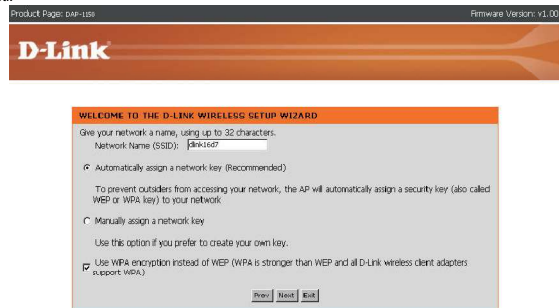 Product Page: DAP-1150
Firmware Version: v1.00
D-Link
WELCOME TO THE D-LINK WIRELESS SETUP WIZARD
Give your network a name, using up to 32 characters.
Network Name (SSID): dlink16d7
Automatically assign a network key (Recommended)
To prevent outsiders from accessing your network, the AP will automatically assign a security key (also called
WEP or WPA key) to your network
Manually assign a network key
Use this option if you prefer to create your own key.
Use WPA encryption instead of WEP (WPA is stronger than WEP and all D-Link wireless client adapters
support WPA)
Prev Next Exit